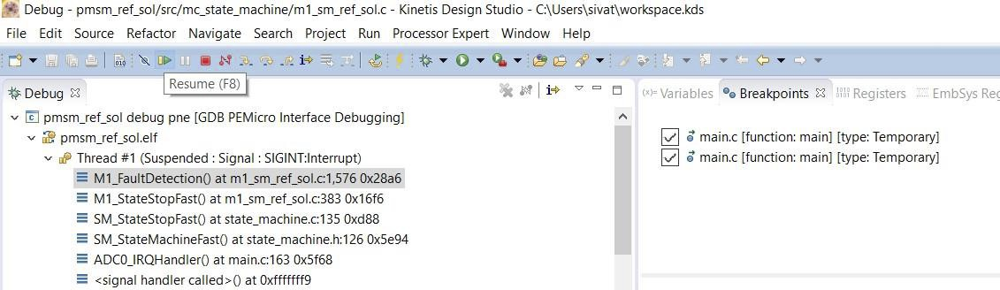 Debug - pmsm_ref_sol/src/mc_state_machine/m1_sm_ref_sol.c - Kinetis Design Studio - C:\Users\sivat\workspace.kds
File Edit Source Refactor Navigate Search Project Run Processor Expert Window Help
010
Resume (F8)
Debug
pmsm_ref_sol debug pne [GDB PEMicro Interface Debugging]
pmsm_ref_sol.elf
Thread #1 (Suspended : Signal : SIGINT:Interrupt)
M1_FaultDetection() at m1_sm_ref_sol.c:1,576 0x28a6
M1_StateStopFast() at m1_sm_ref_sol.c:383 0x16f6
SM_StateStopFast() at state_machine.c:135 0xd88
SM_StateMachineFast() at state_machine.h:126 0x5e94
ADC0_IRQHandler() at main.c:163 0x5f68
<signal handler called>() at 0xfffffff9
(x)= Variables Breakpoints 1010 0101 Registers EmbSys Reg
main.c [function: main] [type: Temporary]
main.c [function: main] [type: Temporary]